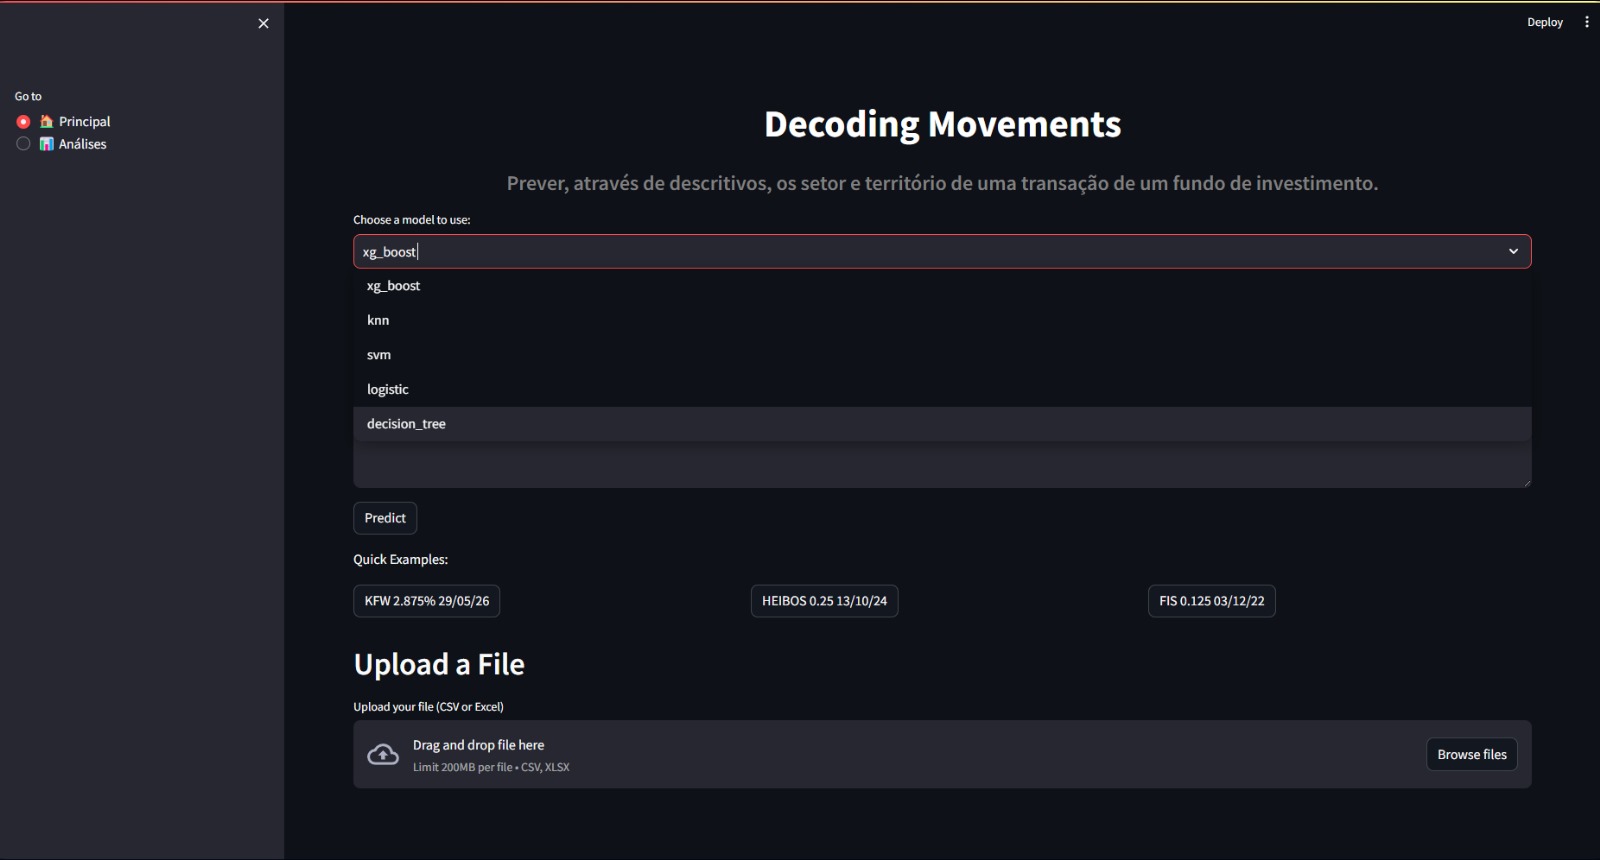 Deploy
Go to
Principal
Análises
Decoding Movements
Prever, através de descritivos, os setor e território de uma transação de um fundo de investimento.
Choose a model to use:
xg_boost
xg_boost
knn
svm
logistic
decision_tree
Predict
Quick Examples:
KFW 2.875% 29/05/26
HEIBOS 0.25 13/10/24
FIS 0.125 03/12/22
Upload a File
Upload your file (CSV or Excel)
Drag and drop file here
Limit 200MB per file • CSV, XLSX
Browse files